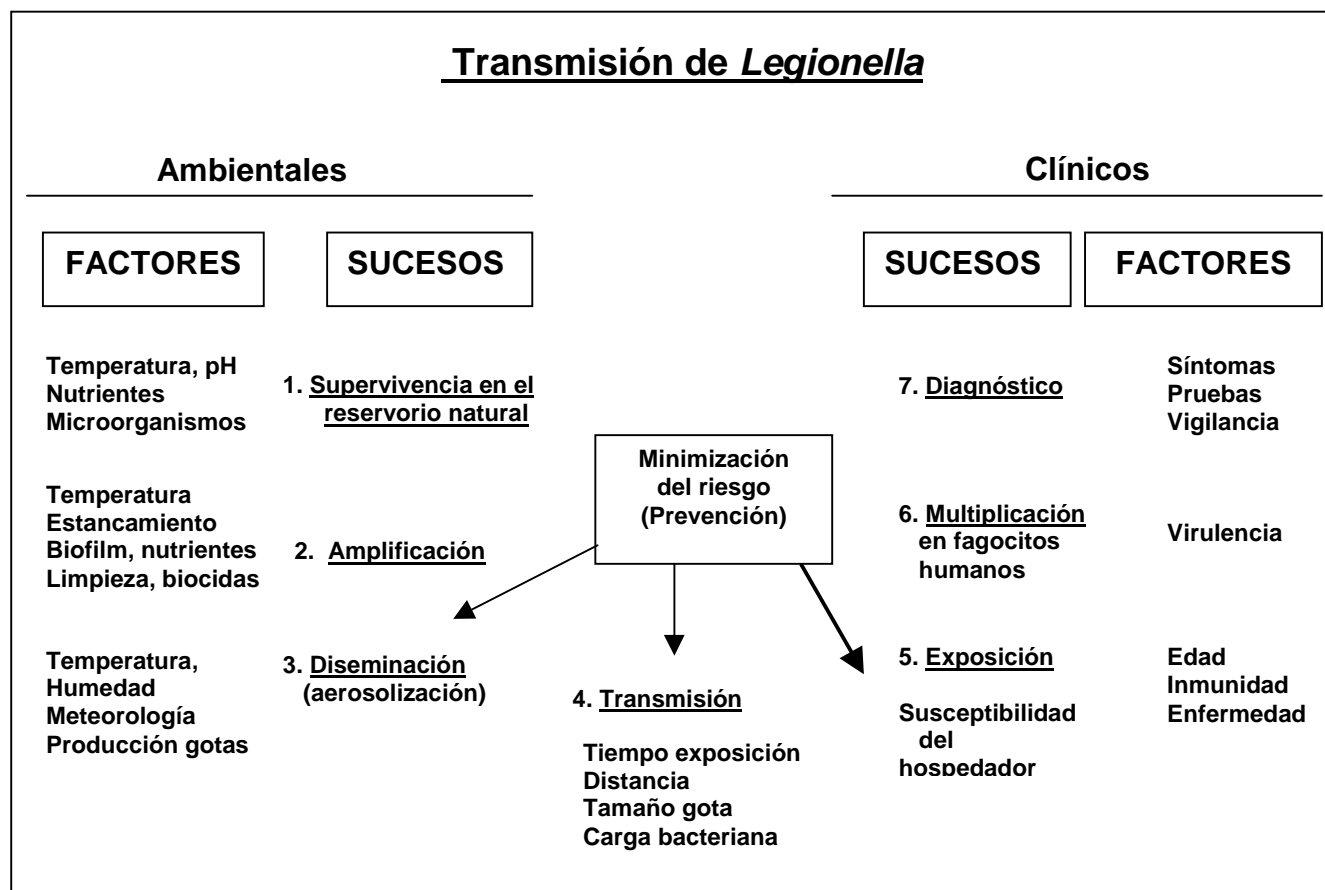 Transmisión de Legionella
Ambientales
FACTORES
SUCESOS
Temperatura, pH
Nutrientes
Microorganismos
1. Supervivencia en el
reservorio natural
Temperatura
Estancamiento
Biofilm, nutrientes
Limpieza, biocidas
2. Amplificación
Temperatura,
Humedad
Meteorología
Producción gotas
3. Diseminación
(aerosolización)
Minimización
del riesgo
(Prevención)
4. Transmisión
Tiempo exposición
Distancia
Tamaño gota
Carga bacteriana
Clínicos
SUCESOS
FACTORES
7. Diagnóstico
Síntomas
Pruebas
Vigilancia
6. Multiplicación
en fagocitos
humanos
Virulencia
5. Exposición
Susceptibilidad
del
hospedador
Edad
Inmunidad
Enfermedad